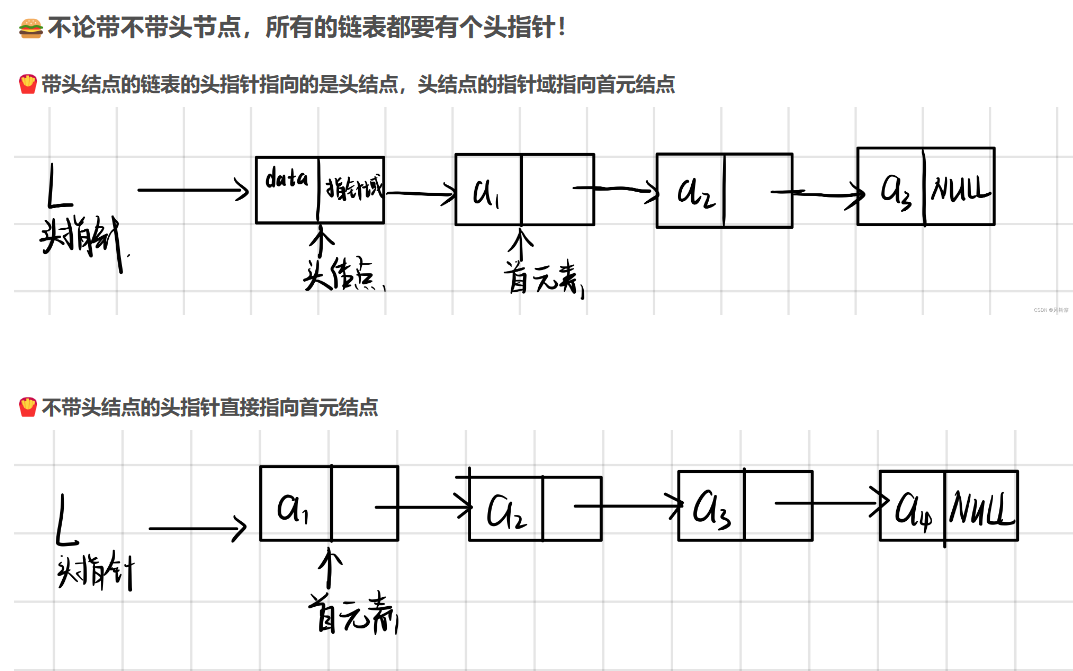 🍔不论带不带头节点，所有的链表都要有个头指针！
🍟带头结点的链表的头指针指向的是头结点，头结点的指针域指向首元结点
L data 指针域 a1 a2 a3 NULL
头指针.
头结点. 首元素,
🍟不带头结点的头指针直接指向首元结点
L a1 a2 a3 a4 NULL
头指针
首元素,